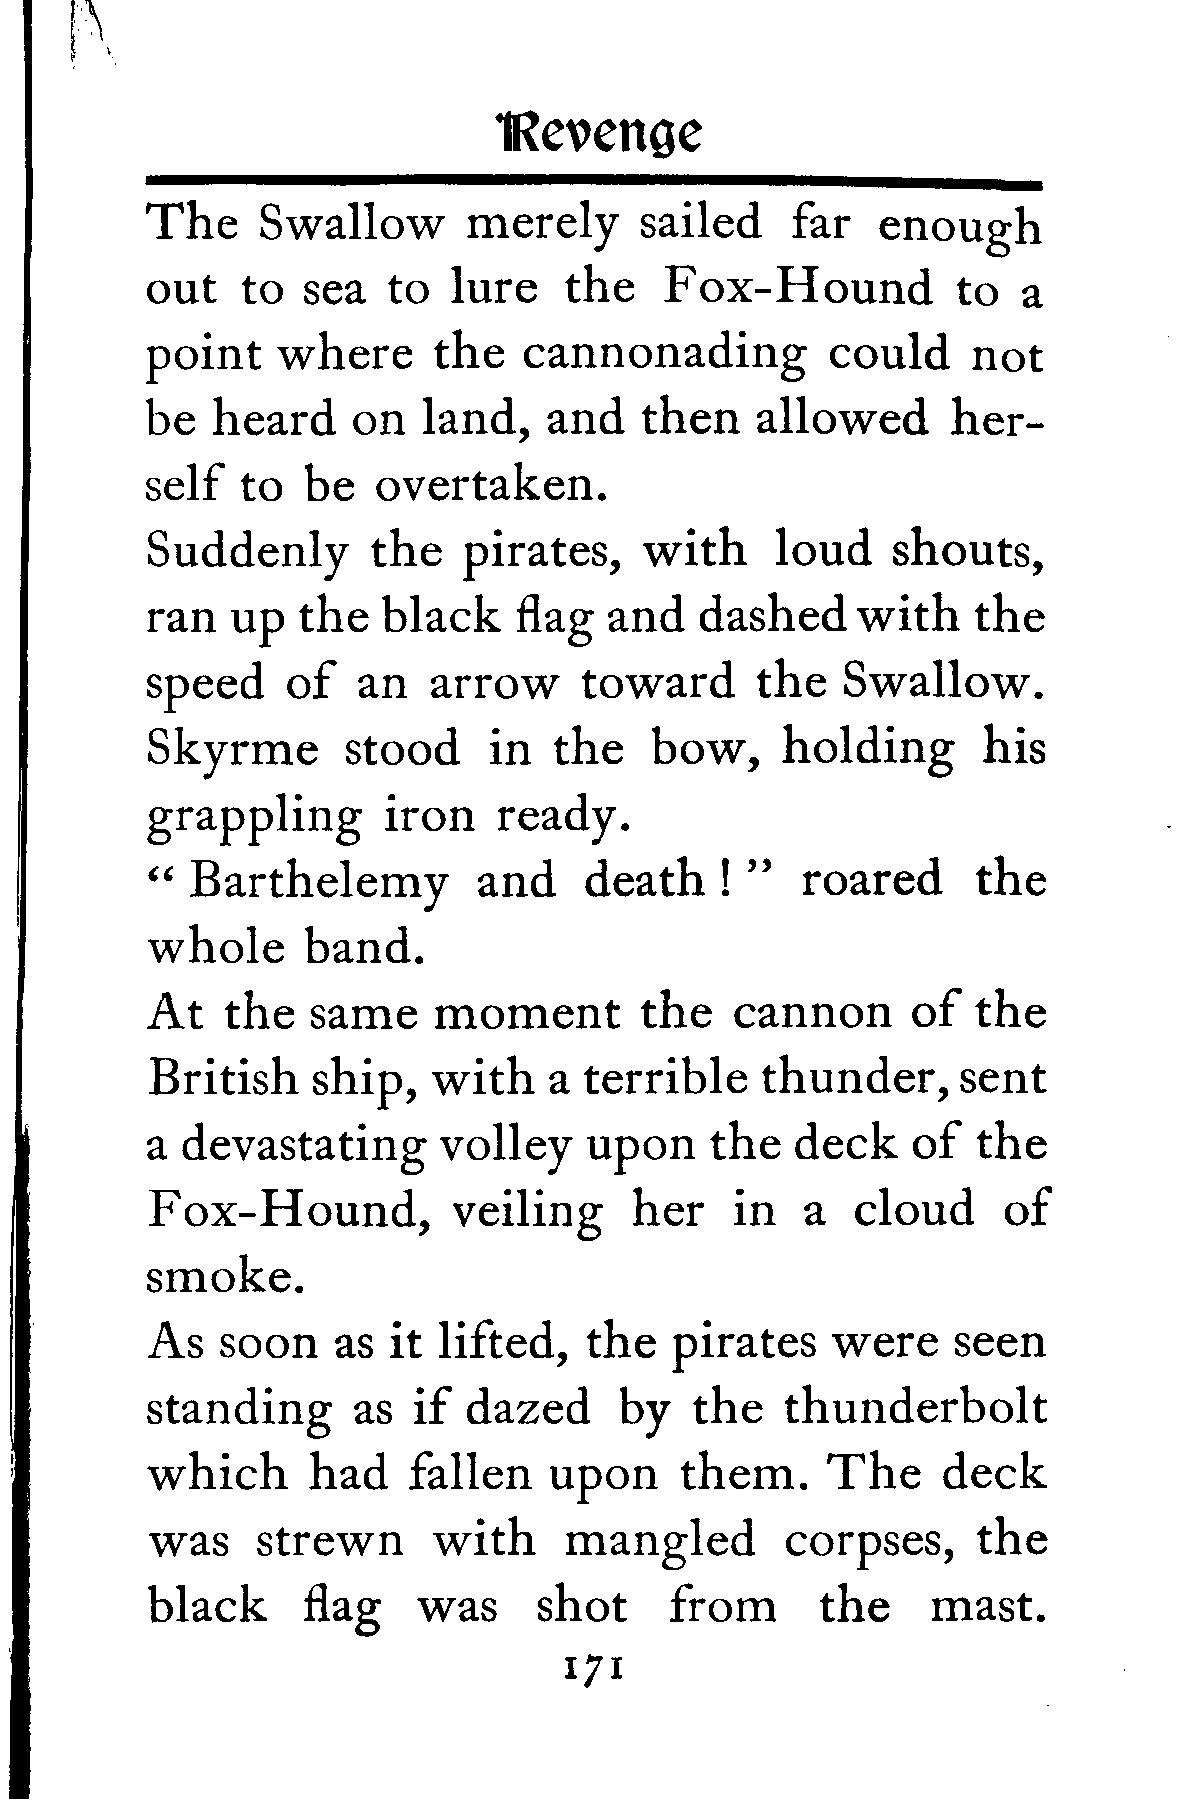 Revenge
The Swallow merely sailed far enough
out to sea to lure the Fox-Hound to a
point where the cannonading could not
be heard on land, and then allowed her-
self to be overtaken.
Suddenly the pirates, with loud shouts,
ran up the black flag and dashed with the
speed of an arrow toward the Swallow.
Skyrme stood in the bow, holding his
grappling iron ready.
“ Barthelemy and death ! ” roared the
whole band.
At the same moment the cannon of the
British ship, with a terrible thunder, sent
a devastating volley upon the deck of the
Fox-Hound, veiling her in a cloud of
smoke.
As soon as it lifted, the pirates were seen
standing as if dazed by the thunderbolt
which had fallen upon them. The deck
was strewn with mangled corpses, the
black flag was shot from the mast.
171